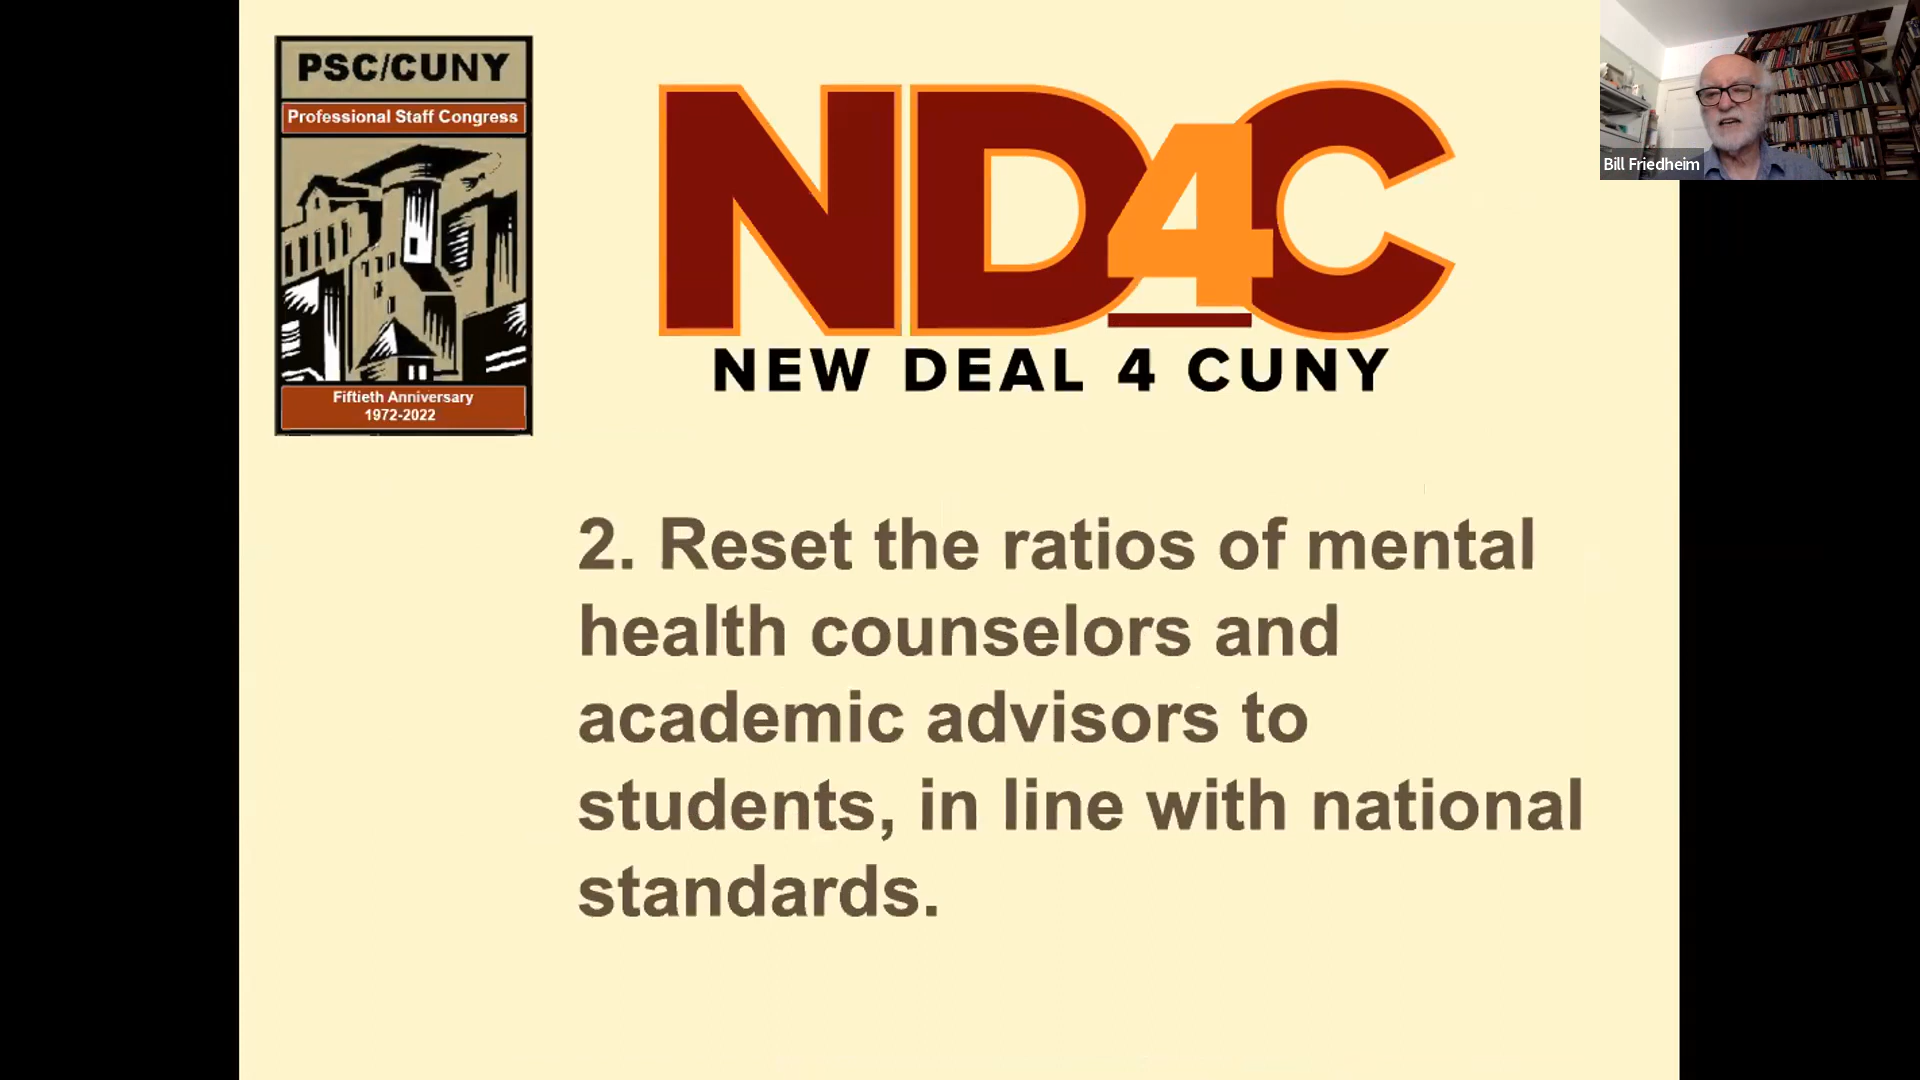 PSC/CUNY
Professional Staff Congress
Fiftieth Anniversary
1972-2022
ND4C
NEW DEAL 4 CUNY
Bill Friedheim
2. Reset the ratios of mental
health counselors and
academic advisors to
students, in line with national
standards.